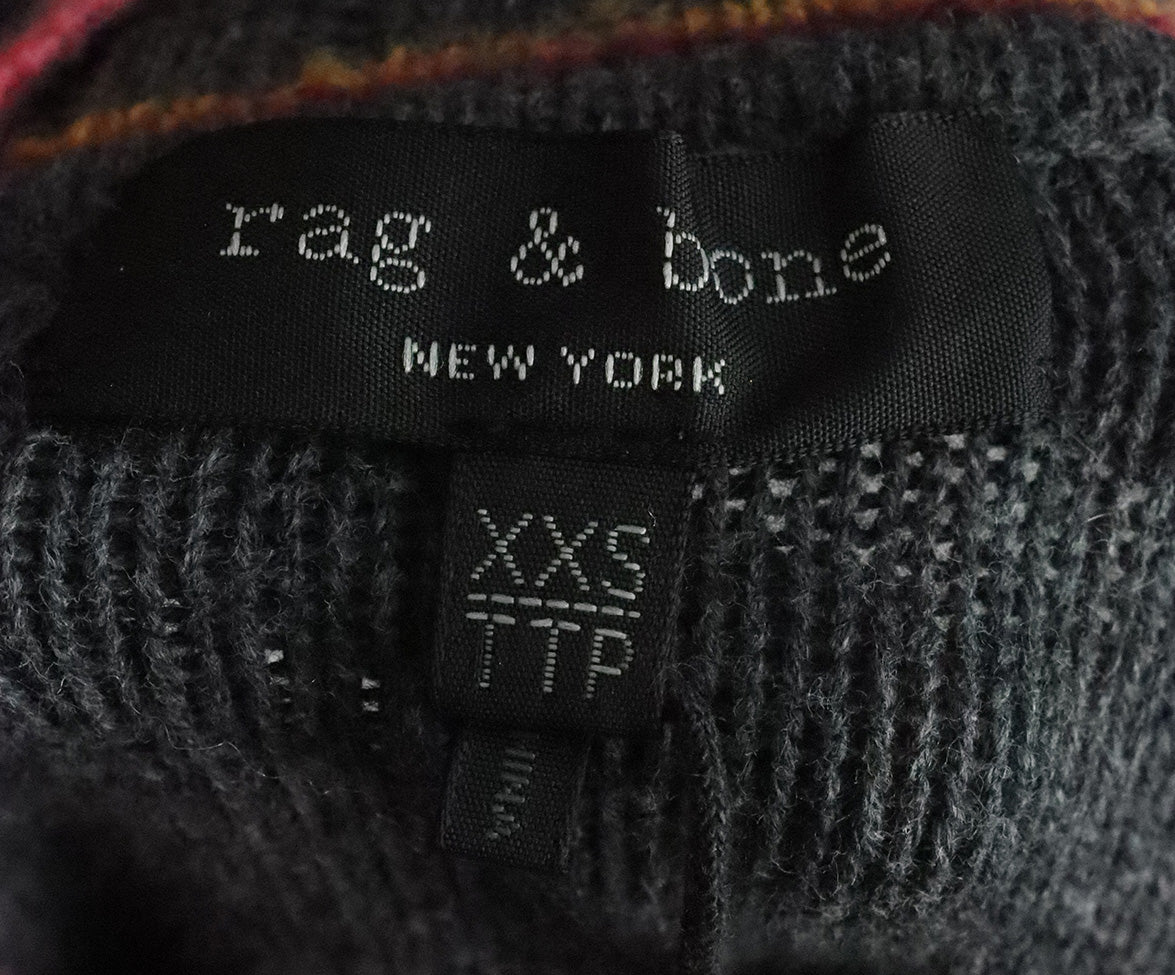 rag & bone
NEW YORK
XXS
TTP